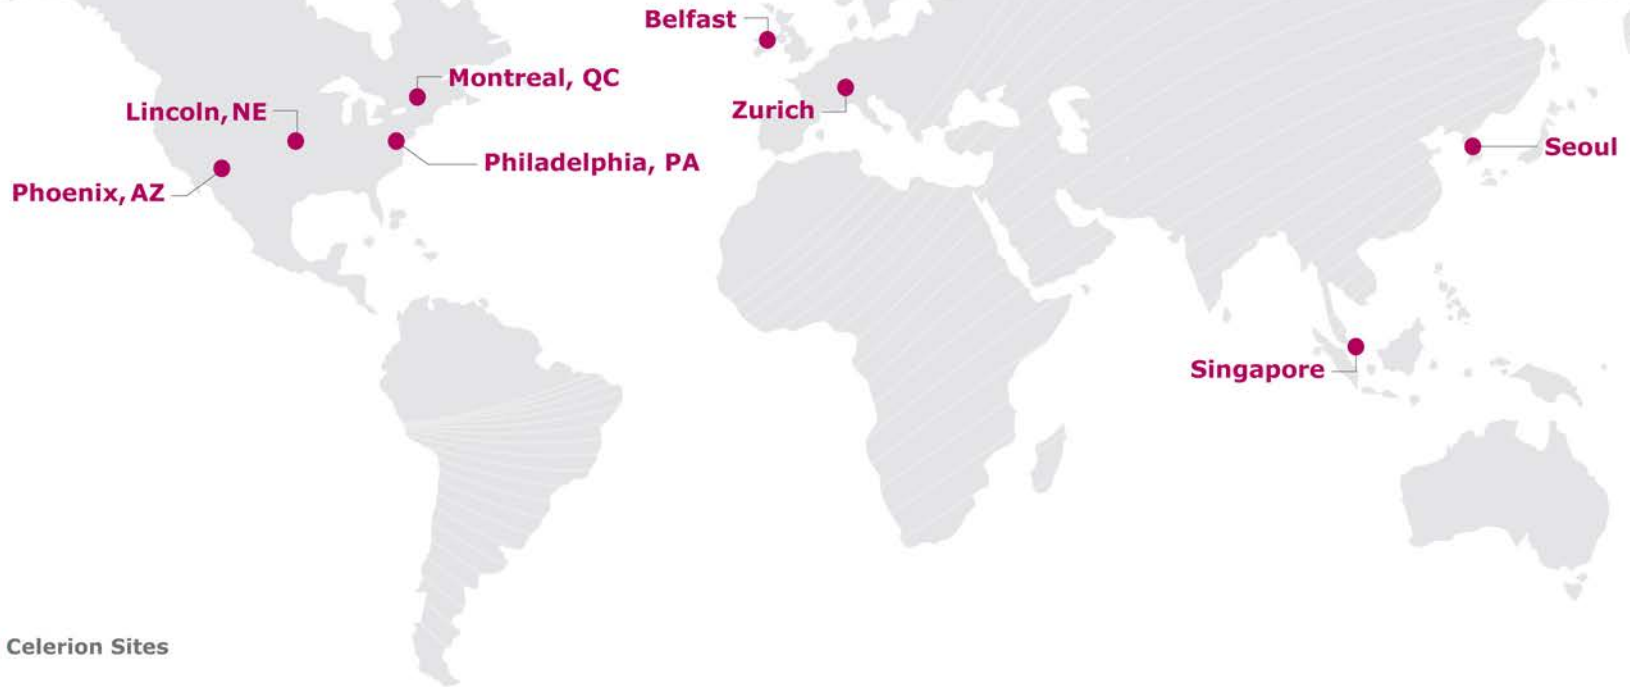 Belfast
Montreal, QC
Lincoln, NE
Zurich
Seoul
Philadelphia, PA
Phoenix, AZ
Singapore
Celerion Sites